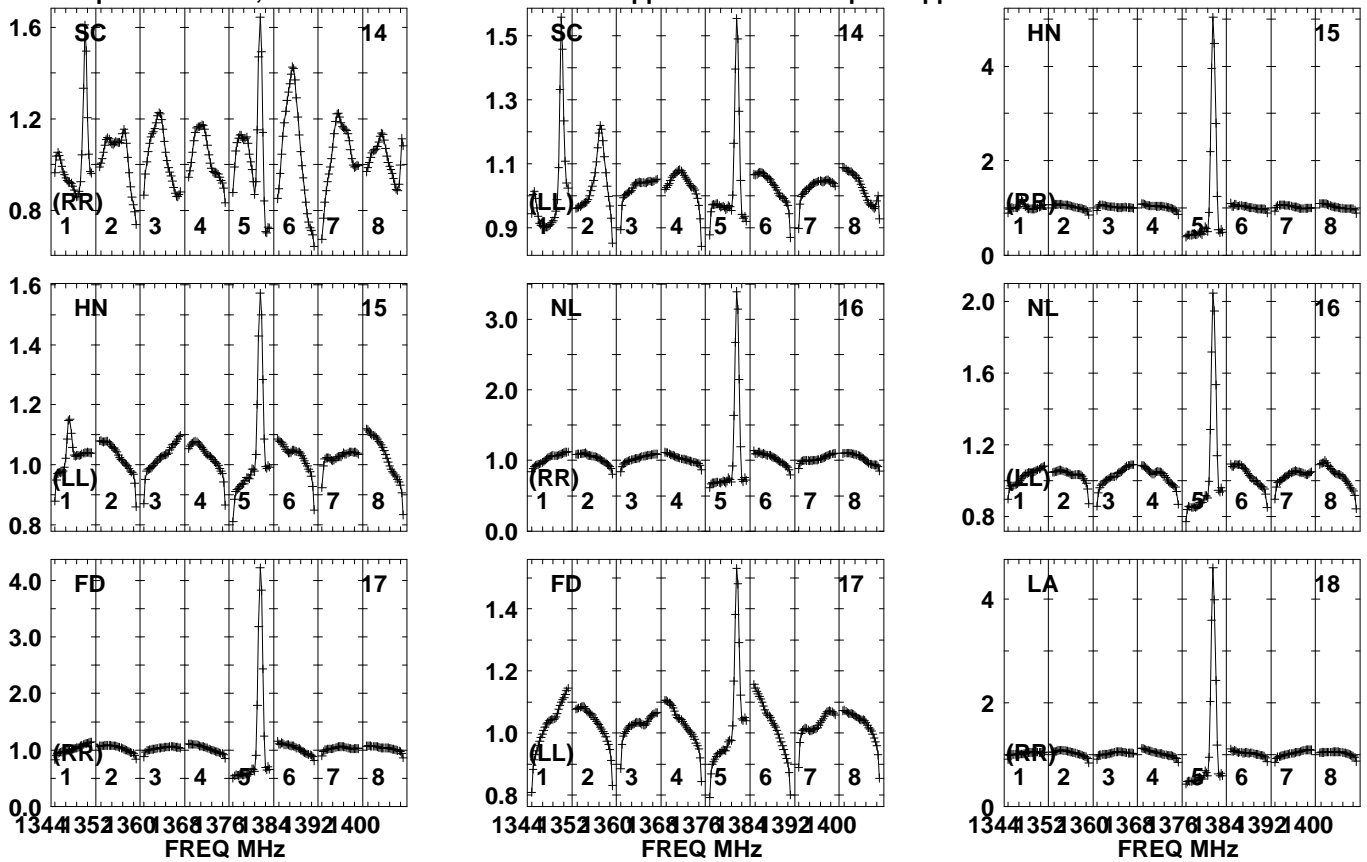 1.6 SC 14
1.2
0.8 (RR)
1 2 3 4 5 6 7 8
1.5 SC 14
1.3
1.1
0.9 (LL)
1 2 3 4 5 6 7 8
HN 15
4
2
(RR)
0 1 2 3 4 5 6 7 8
1.6 HN 15
1.4
1.2
1.0 (LL)
0.8 1 2 3 4 5 6 7 8
NL 16
3.0
2.0
1.0 (RR)
0.0 1 2 3 4 5 6 7 8
2.0 NL 16
1.6
1.2 (LL)
0.8 1 2 3 4 5 6 7 8
4.0 FD 17
3.0
2.0
1.0 (RR)
0.0 1 2 3 4 5 6 7 8
1344 1352 1360 1368 1376 1384 1392 1400
FREQ MHz
FD 17
1.4
1.2
1.0 (LL)
0.8 1 2 3 4 5 6 7 8
1344 1352 1360 1368 1376 1384 1392 1400
FREQ MHz
LA 18
4
2
(RR)
0 1 2 3 4 5 6 7 8
1344 1352 1360 1368 1376 1384 1392 1400
FREQ MHz